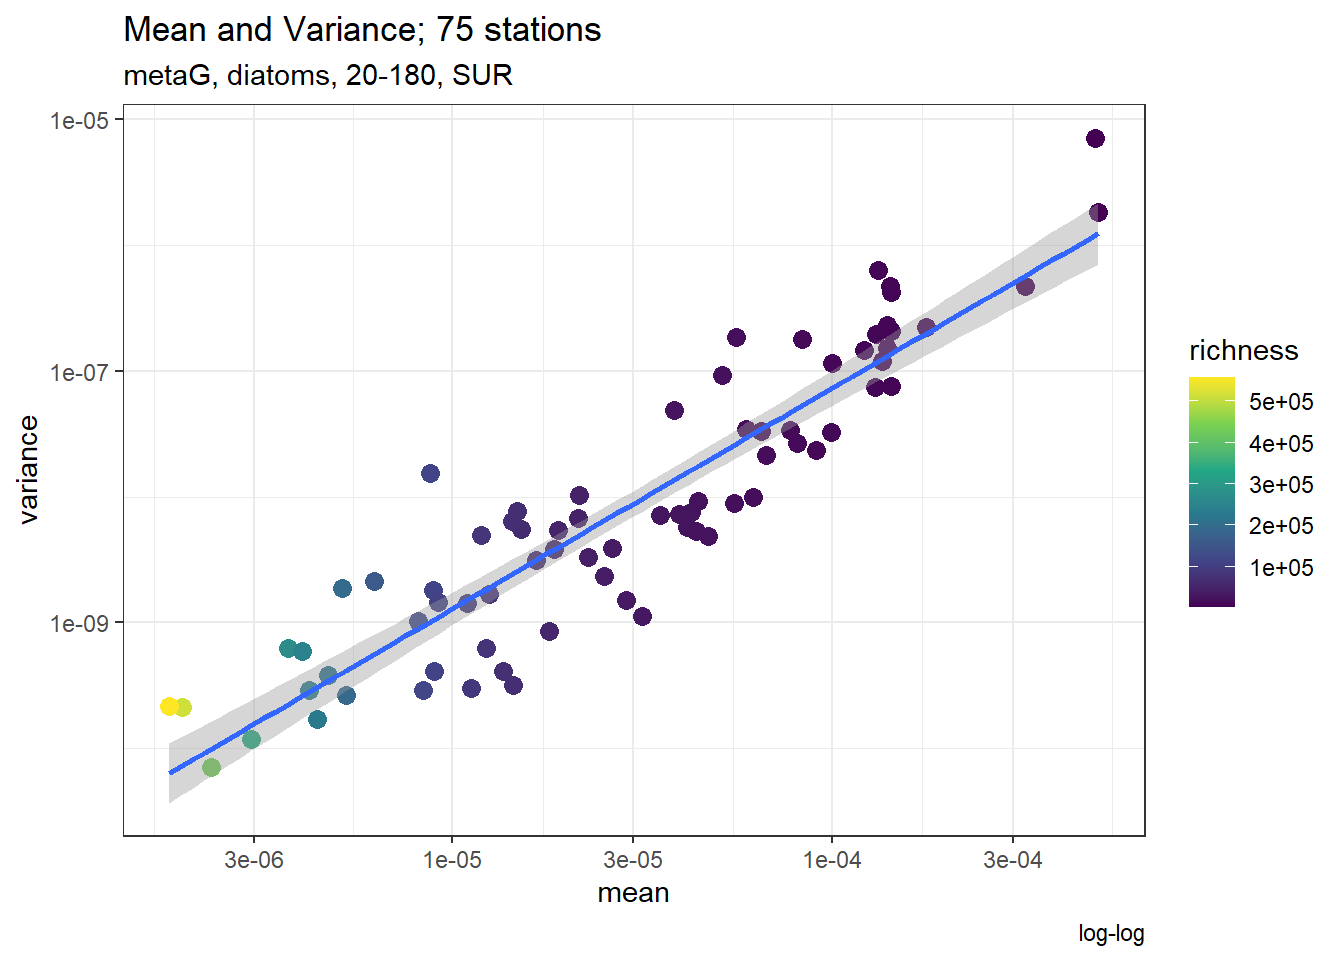 Mean and Variance; 75 stations
metaG, diatoms, 20-180, SUR
variance
1e-05
1e-07
1e-09
3e-06
1e-05
3e-05
1e-04
3e-04
mean
richness
5e+05
4e+05
3e+05
2e+05
1e+05
log-log